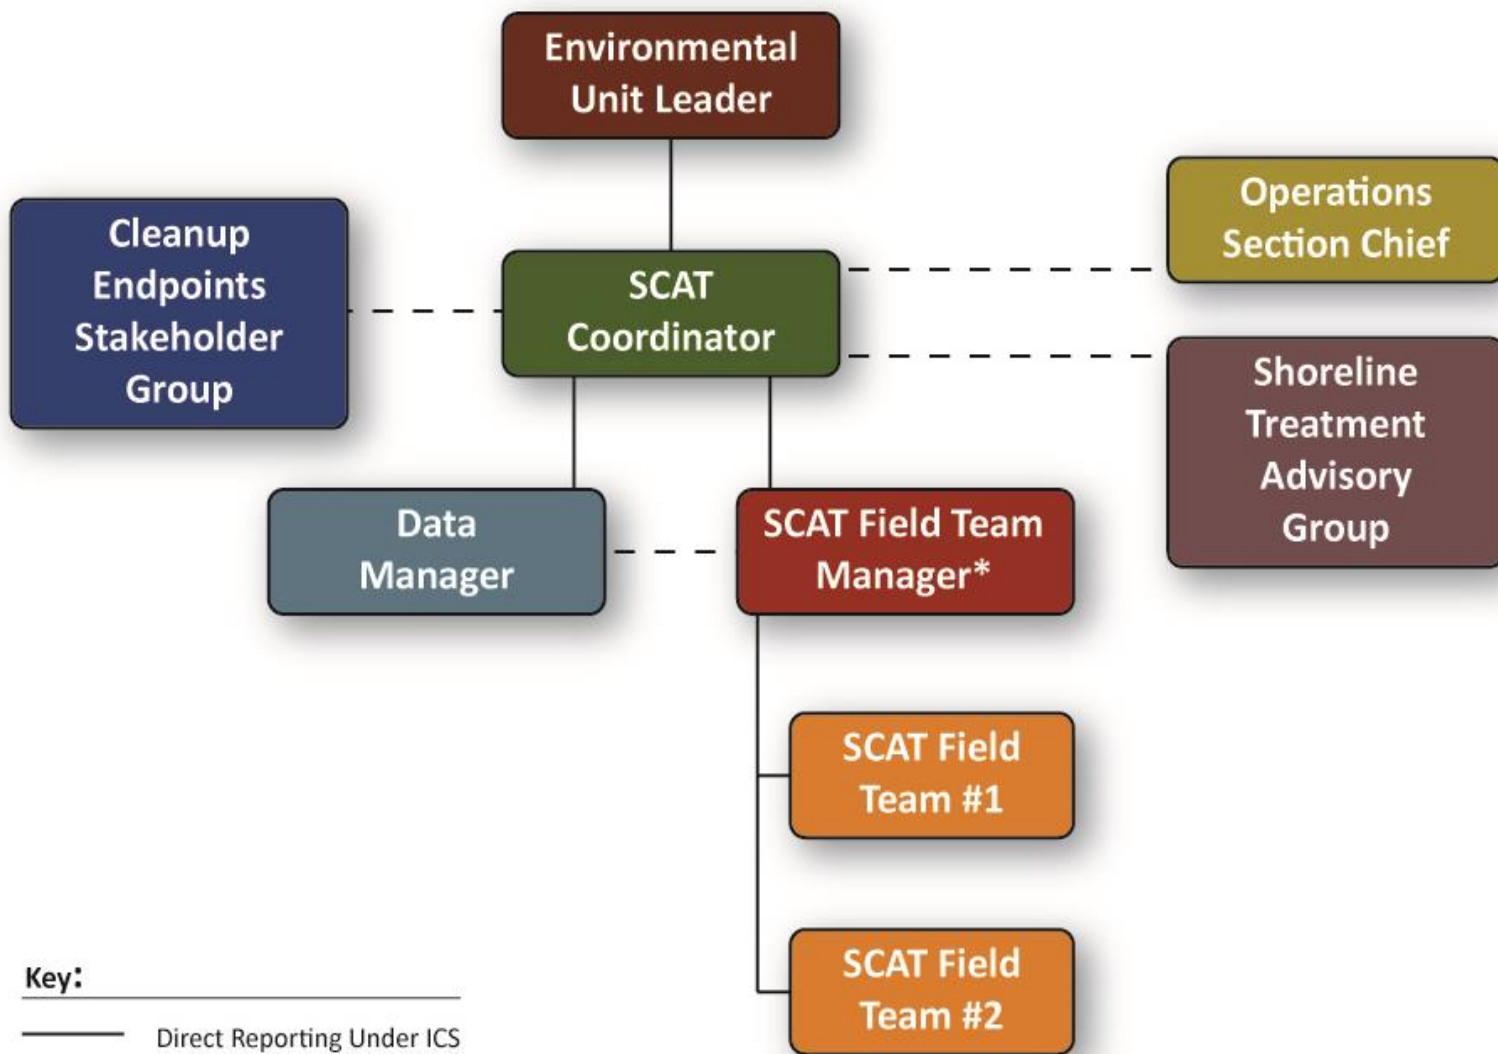 Environmental
Unit Leader
Cleanup
Endpoints
Stakeholder
Group
SCAT
Coordinator
Operations
Section Chief
Shoreline
Treatment
Advisory
Group
Data
Manager
SCAT Field Team
Manager*
SCAT Field
Team #1
SCAT Field
Team #2
Key:
Direct Reporting Under ICS